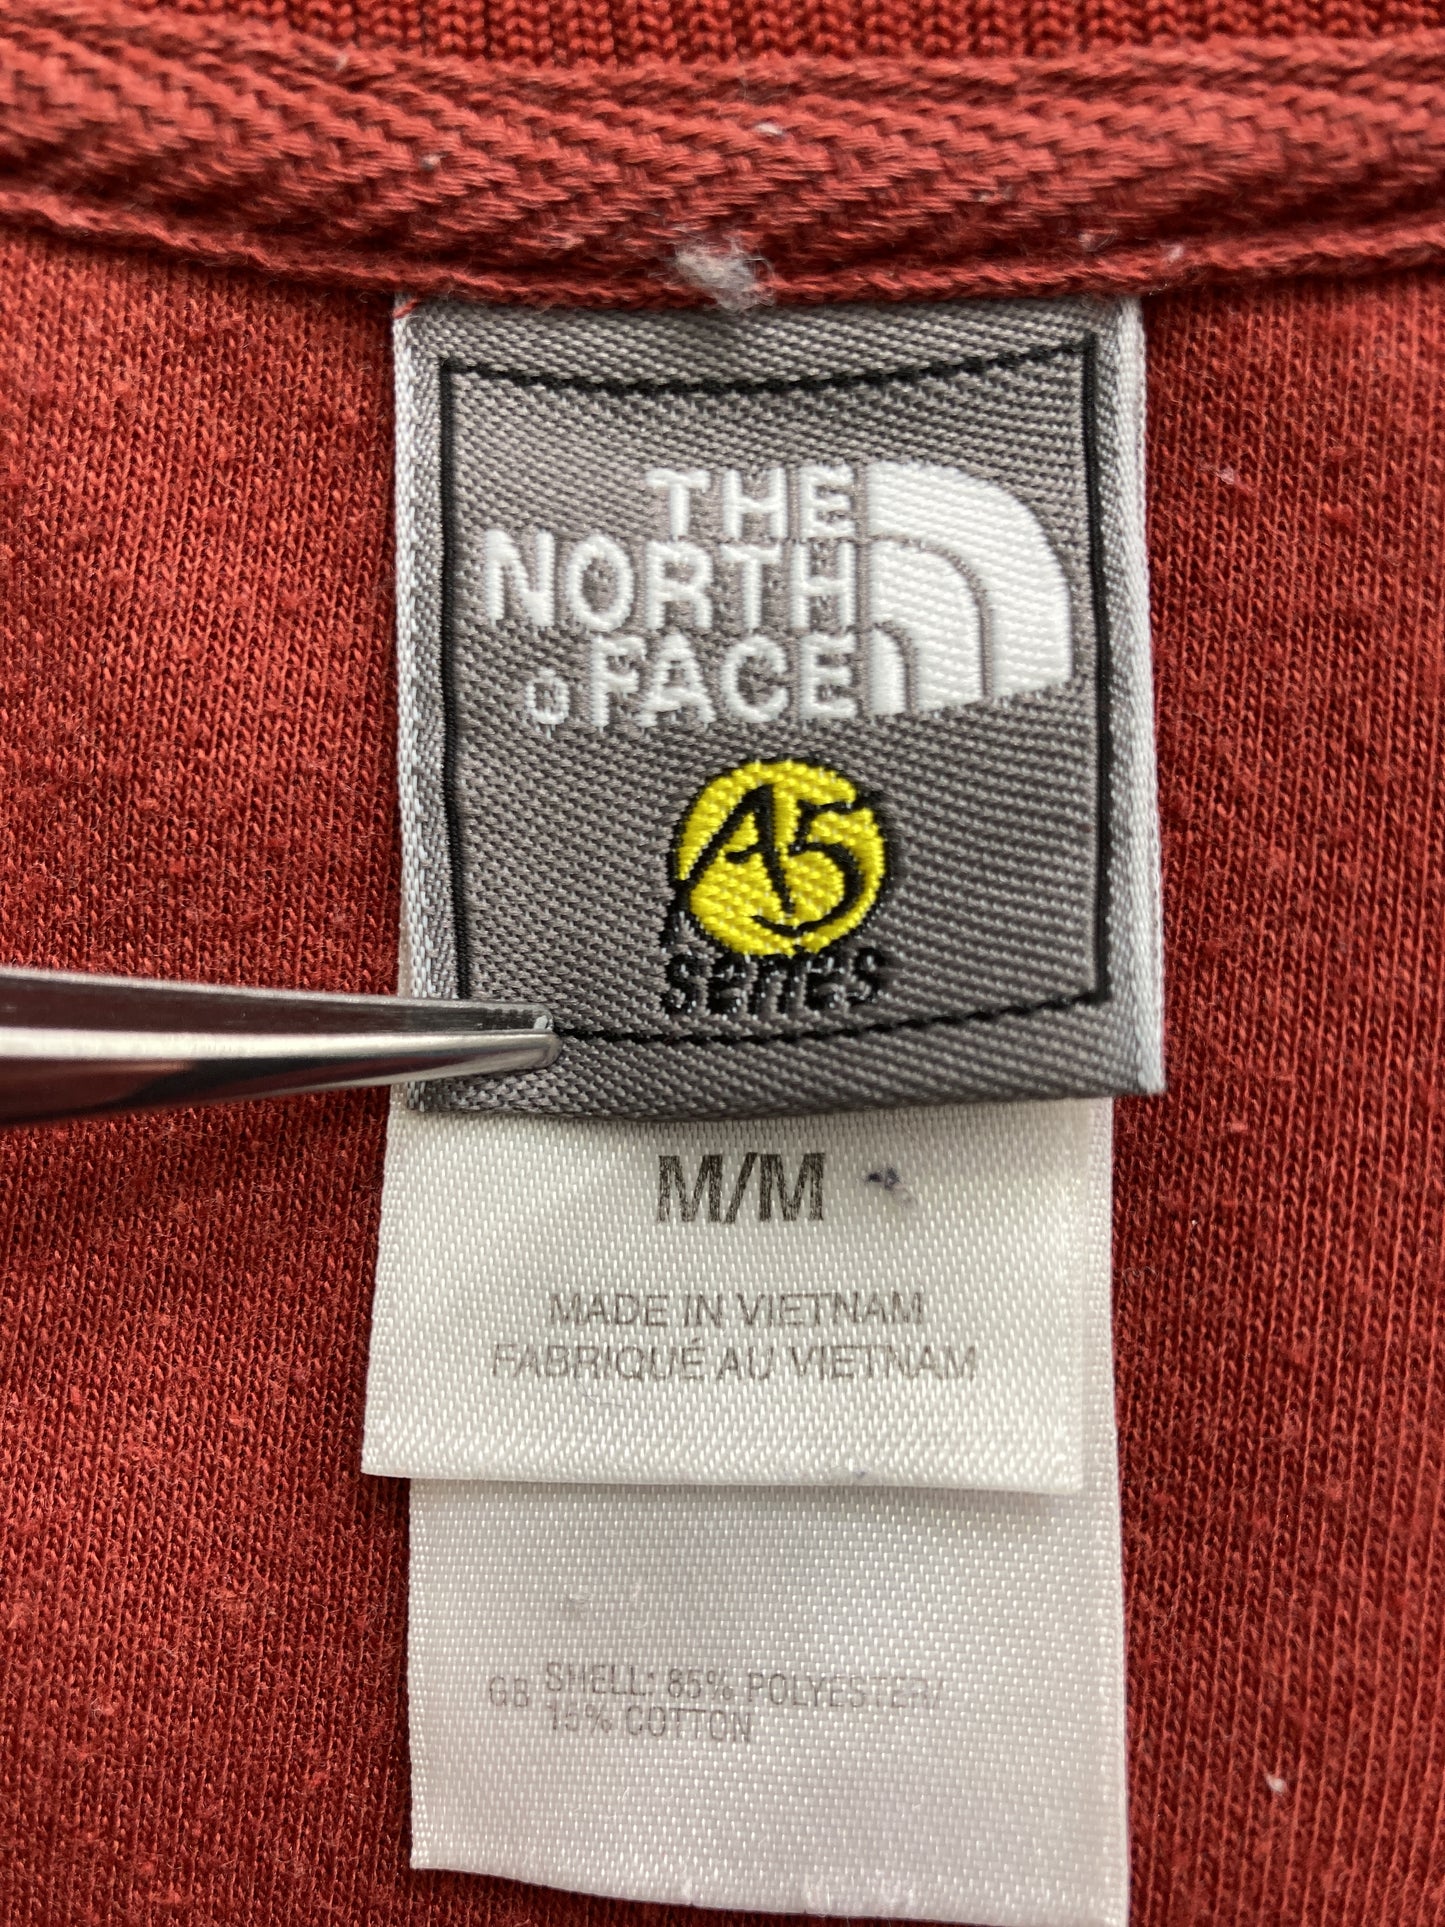 THE
NORTH
FACE
A5
series
M/M
MADE IN VIETNAM
FABRIQUÉ AU VIETNAM
GB SHELL: 85% POLYESTER/
15% COTTON